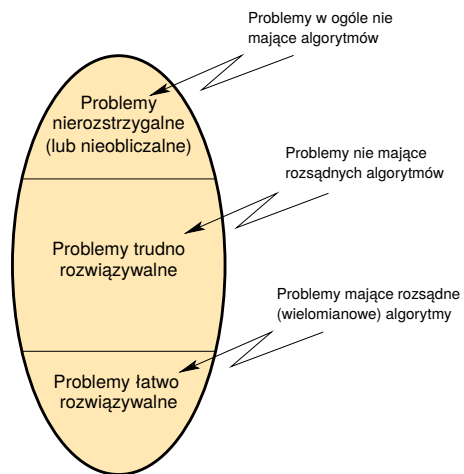 Problemy w ogóle nie
mające algorytmów
Problemy
nierozstrzygalne
(lub nieobliczalne)
Problemy nie mające
rozsądnych algorytmów
Problemy trudno
rozwiązywalne
Problemy mające rozsądne
(wielomianowe) algorytmy
Problemy łatwo
rozwiązywalne